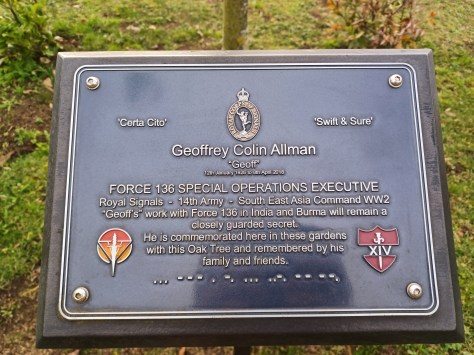 'Certa Cito' 'Swift & Sure'
Geoffrey Colin Allman
"Geoff"
FORCE 136 SPECIAL OPERATIONS EXECUTIVE
Royal Signals - 14th Army - South East Asia Command WW2
"Geoff's" work with Force 136 in India and Burma will remain a
closely guarded secret.
He is commemorated here in these gardens
with this Oak Tree and remembered by his
family and friends.
XIV